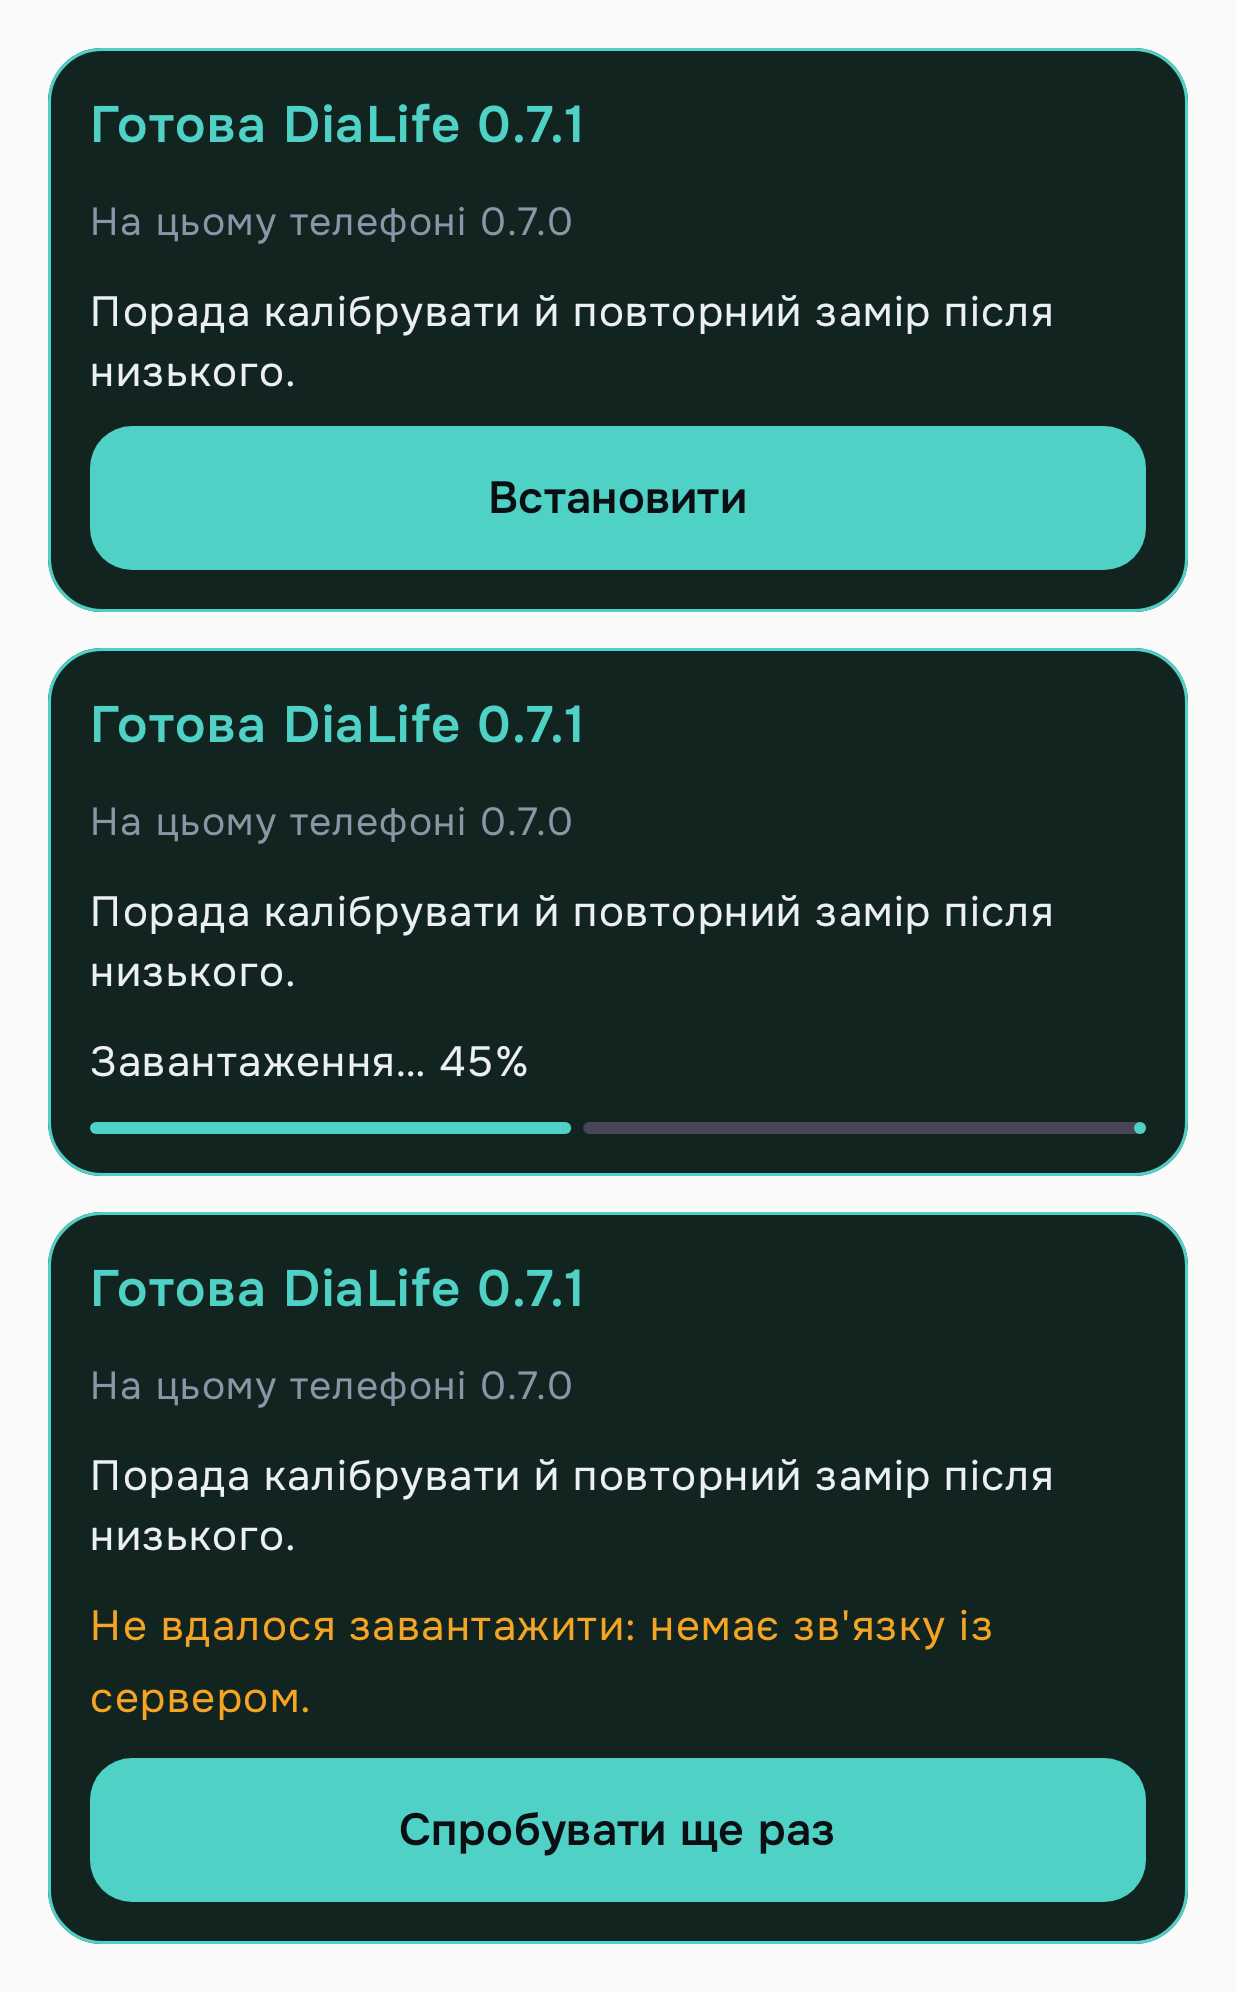 Готова DiaLife 0.7.1
На цьому телефоні 0.7.0
Порада калібрувати й повторний замір після
низького.
Встановити
Готова DiaLife 0.7.1
На цьому телефоні 0.7.0
Порада калібрувати й повторний замір після
низького.
Завантаження… 45%
Готова DiaLife 0.7.1
На цьому телефоні 0.7.0
Порада калібрувати й повторний замір після
низького.
Не вдалося завантажити: немає зв'язку із
сервером.
Спробувати ще раз